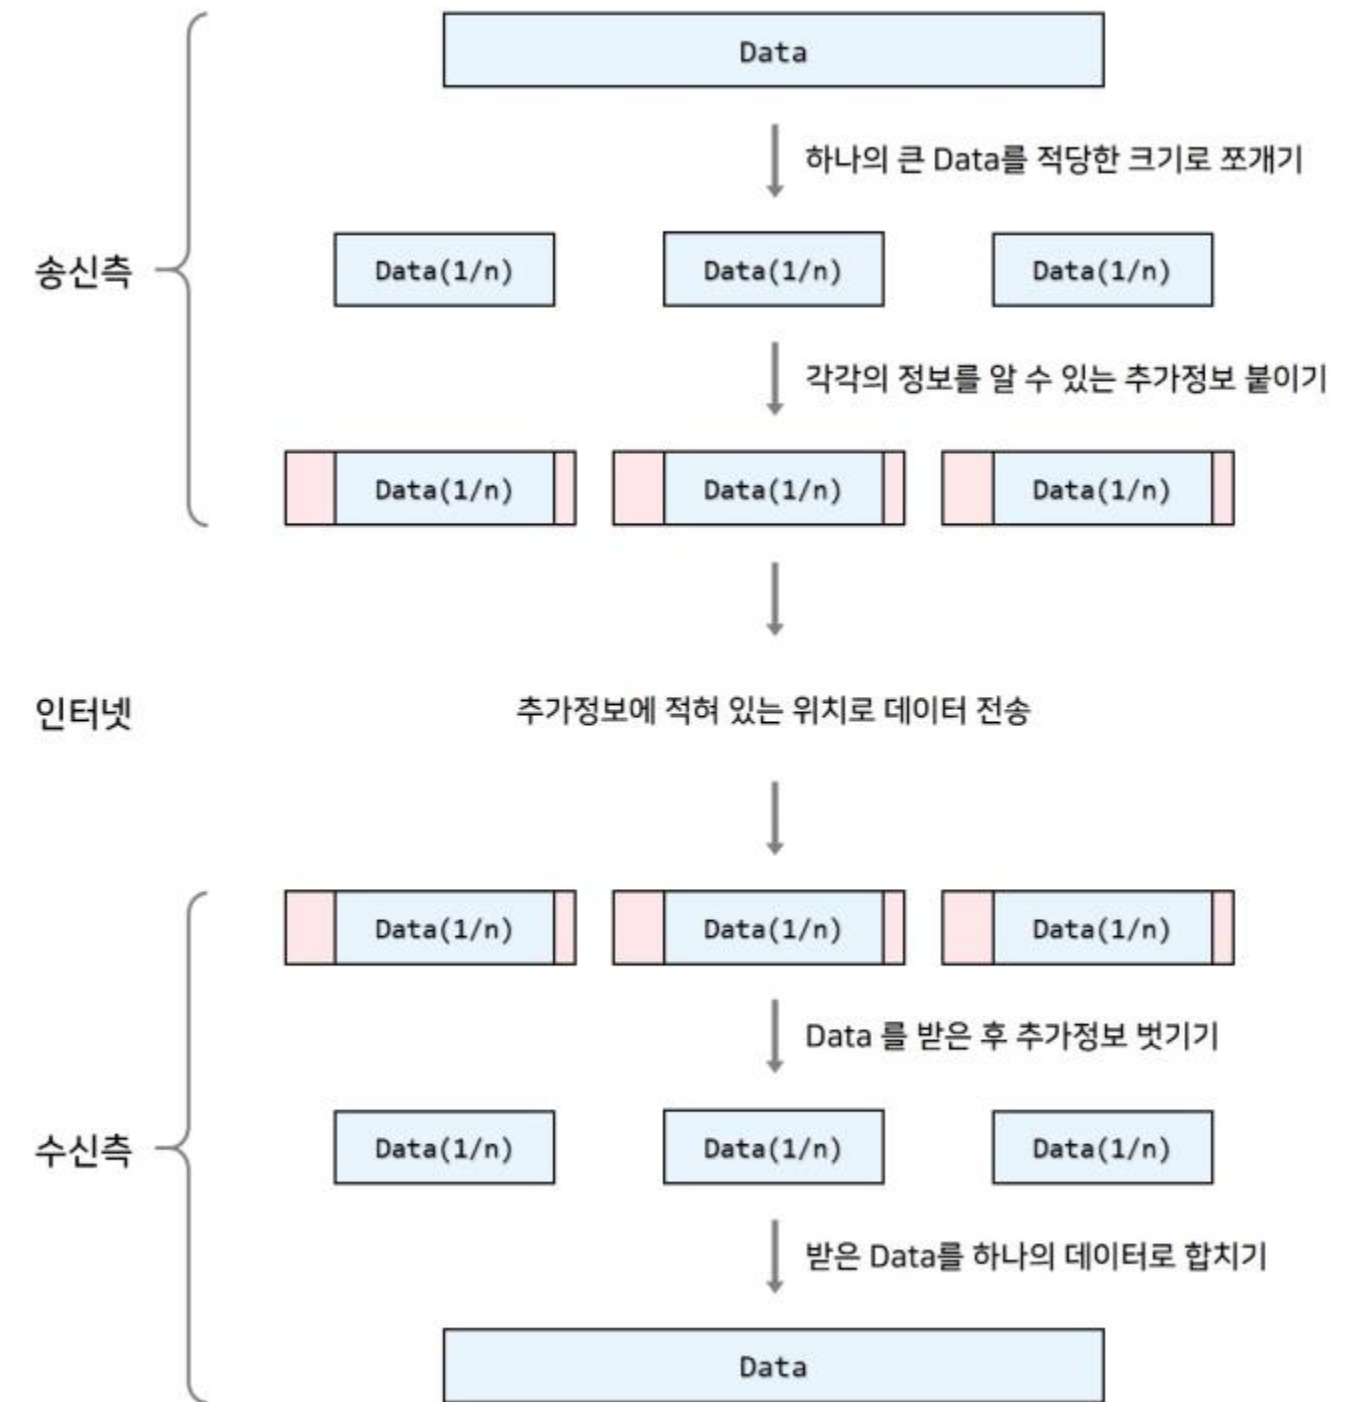 Data
하나의 큰 Data를 적당한 크기로 쪼개기
송신측
Data(1/n) Data(1/n) Data(1/n)
각각의 정보를 알 수 있는 추가정보 붙이기
Data(1/n) Data(1/n) Data(1/n)
인터넷
추가정보에 적혀 있는 위치로 데이터 전송
Data(1/n) Data(1/n) Data(1/n)
Data 를 받은 후 추가정보 벗기기
수신측
Data(1/n) Data(1/n) Data(1/n)
받은 Data를 하나의 데이터로 합치기
Data